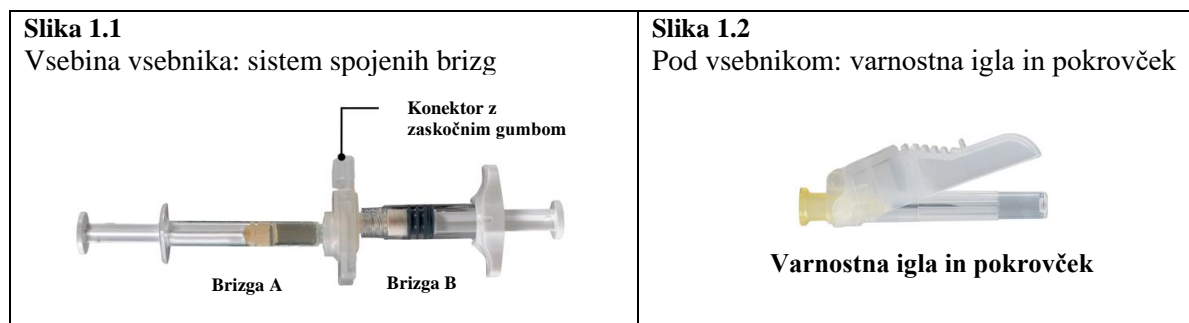 Slika 1.1
Vsebina vsebnika: sistem spojenih brizg
Konektor z
zaskočnim gumbom
Brizga A
Brizga B
Slika 1.2
Pod vsebnikom: varnostna igla in pokrovček
Varnostna igla in pokrovček